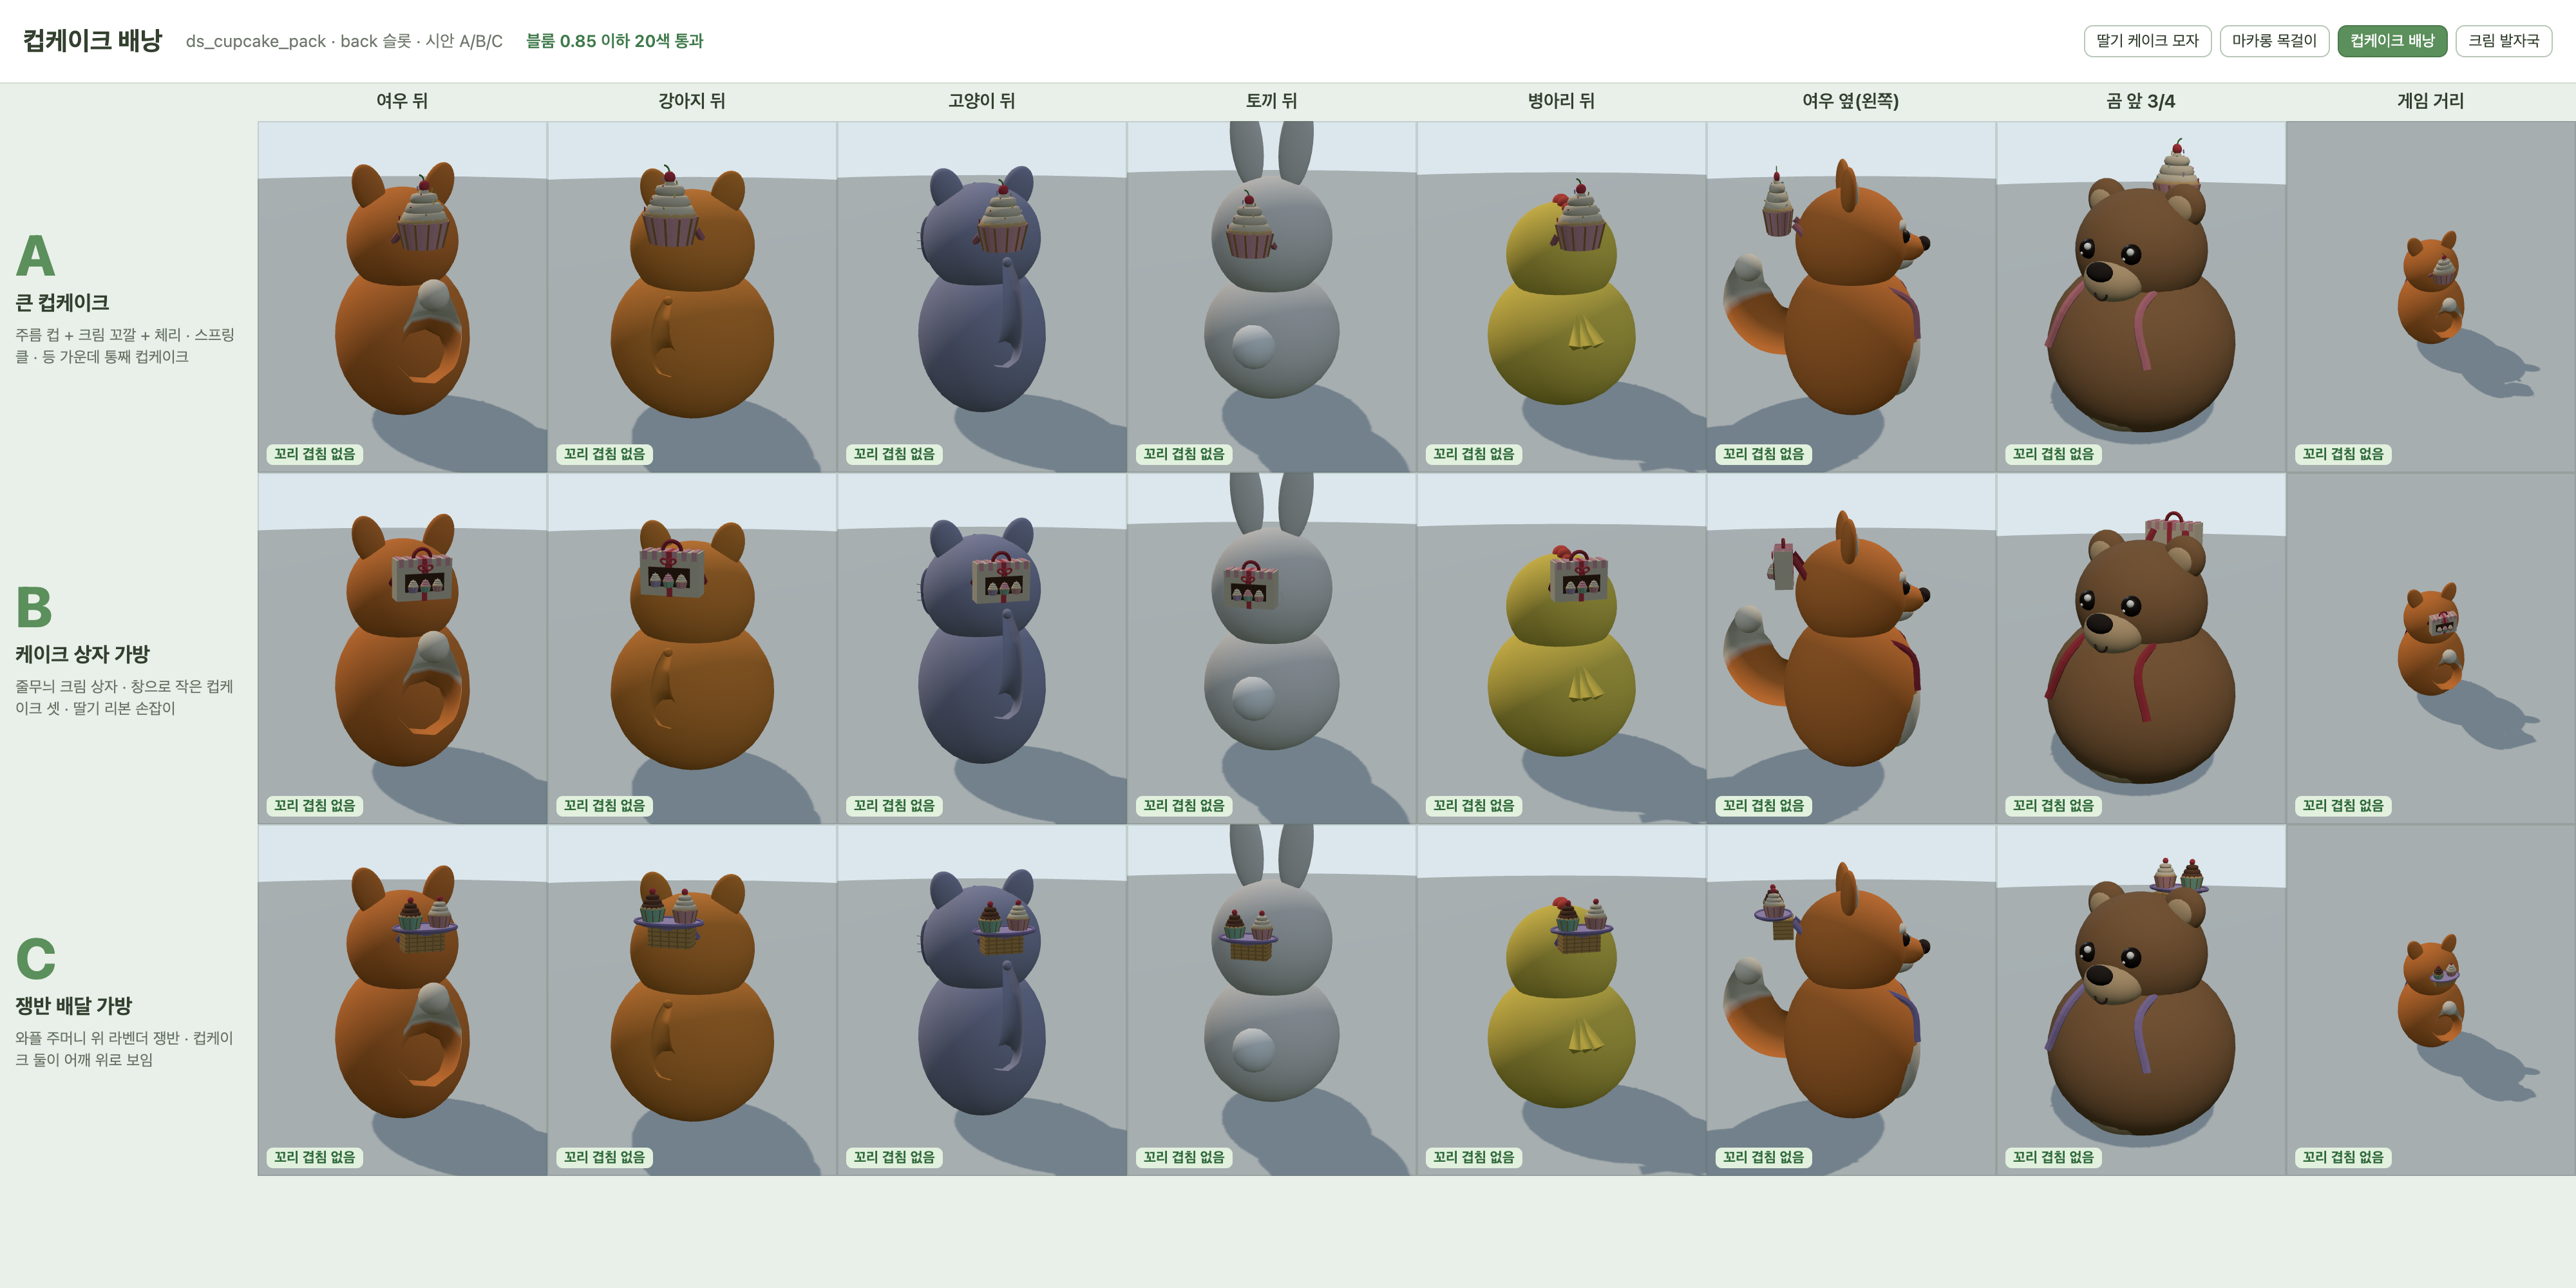 컵케이크 배낭
ds_cupcake_pack · back 슬롯 · 시안 A/B/C
블룸 0.85 이하 20색 통과
딸기 케이크 모자
마카롱 목걸이
컵케이크 배낭
크림 발자국
여우 뒤
강아지 뒤
고양이 뒤
토끼 뒤
병아리 뒤
여우 옆(왼쪽)
곰 앞 3/4
게임 거리
A
큰 컵케이크
주름 컵 + 크림 꼬깔 + 체리 · 스프링
클 · 등 가운데 통째 컵케이크
꼬리 겹침 없음
꼬리 겹침 없음
꼬리 겹침 없음
꼬리 겹침 없음
꼬리 겹침 없음
꼬리 겹침 없음
꼬리 겹침 없음
꼬리 겹침 없음
B
케이크 상자 가방
줄무늬 크림 상자 · 창으로 작은 컵케
이크 셋 · 딸기 리본 손잡이
꼬리 겹침 없음
꼬리 겹침 없음
꼬리 겹침 없음
꼬리 겹침 없음
꼬리 겹침 없음
꼬리 겹침 없음
꼬리 겹침 없음
꼬리 겹침 없음
C
쟁반 배달 가방
와플 주머니 위 라벤더 쟁반 · 컵케이
크 둘이 어깨 위로 보임
꼬리 겹침 없음
꼬리 겹침 없음
꼬리 겹침 없음
꼬리 겹침 없음
꼬리 겹침 없음
꼬리 겹침 없음
꼬리 겹침 없음
꼬리 겹침 없음